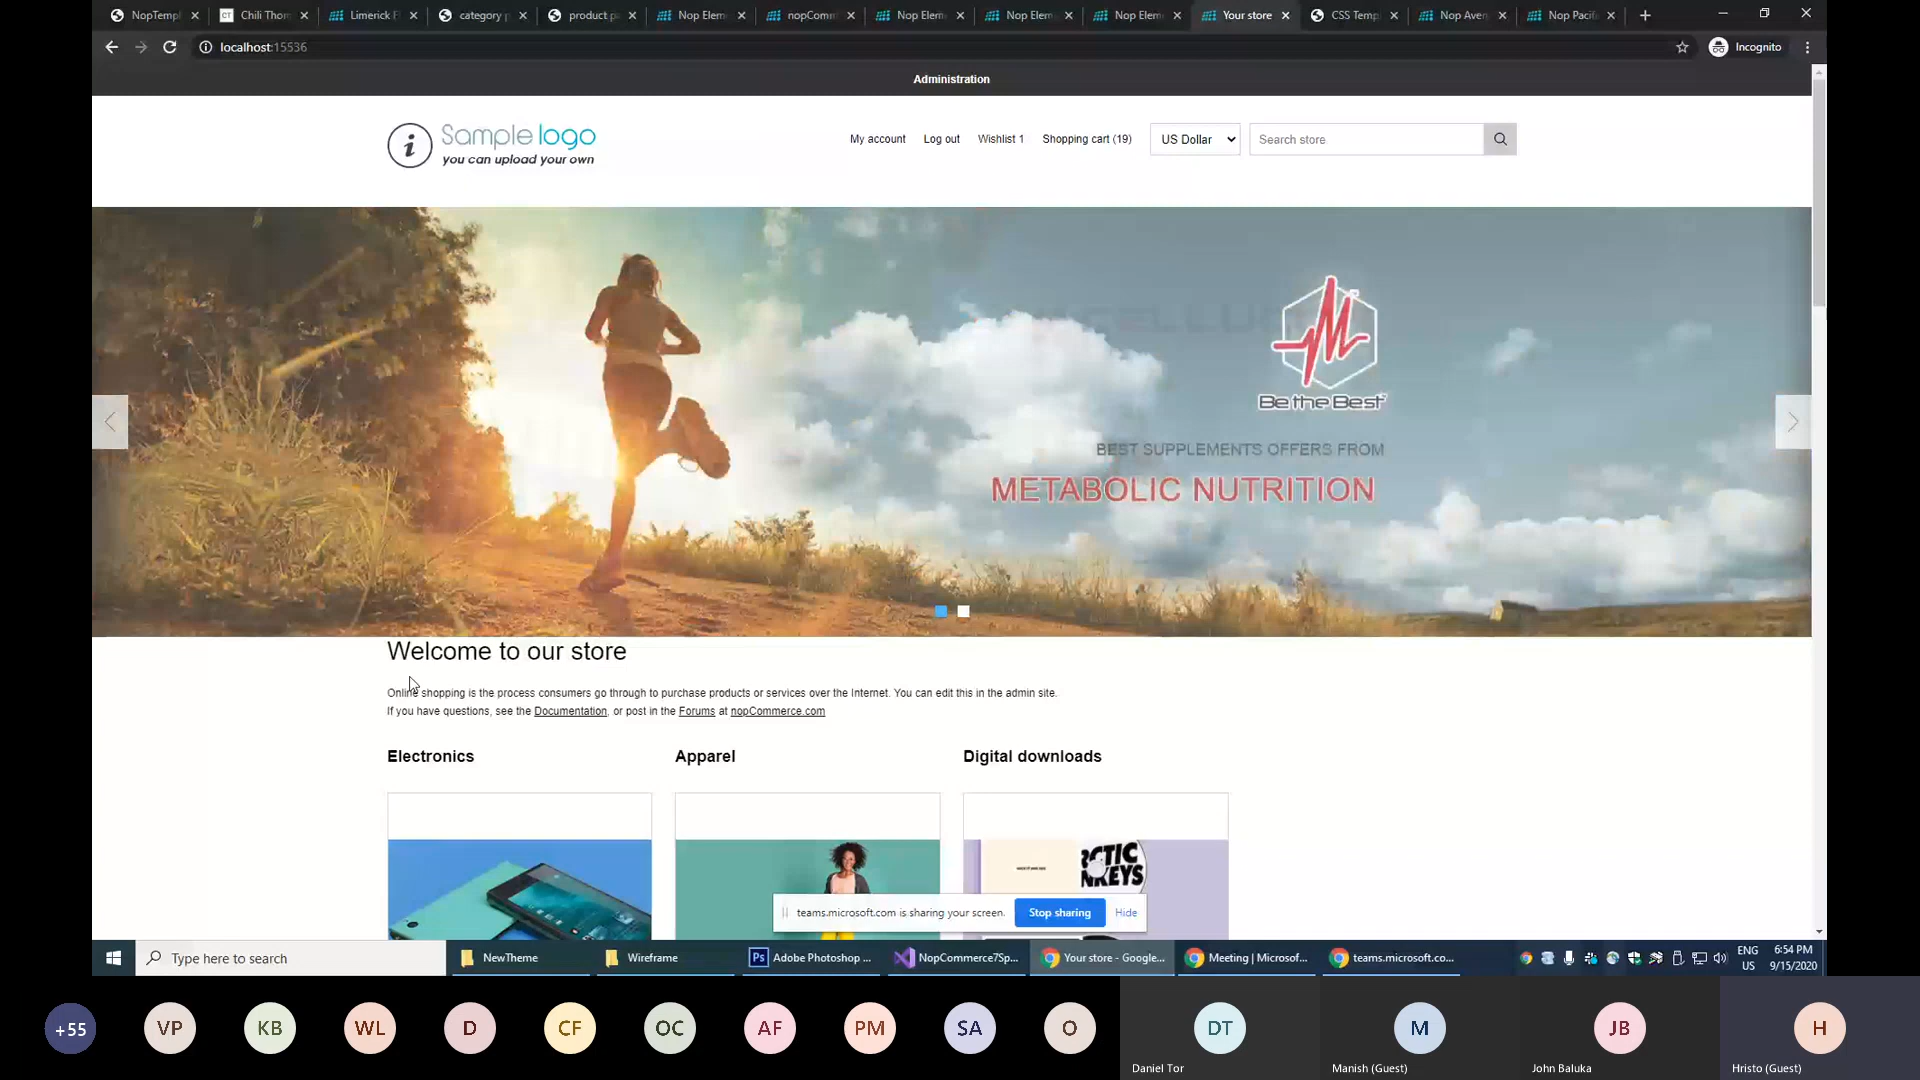 NopTempl
Chili Thom
Limerick E
category p
product p
Nop Elem
nopComm
Nop Elem
Nop Elem
Nop Elem
Your store
CSS Temp
Nop Aven
Nop Pacifi
localhost:15536
Incognito
Administration
Sample logo
you can upload your own
My account
Log out
Wishlist 1
Shopping cart (19)
US Dollar
Search store
Be the Best
BEST SUPPLEMENTS OFFERS FROM
METABOLIC NUTRITION
Welcome to our store
Online shopping is the process consumers go through to purchase products or services over the Internet. You can edit this in the admin site.
If you have questions, see the Documentation, or post in the Forums at nopCommerce.com
Electronics
Apparel
Digital downloads
teams.microsoft.com is sharing your screen.
Stop sharing
Hide
Type here to search
NewTheme
Wireframe
Ps
Adobe Photoshop ...
NopCommerce7Sp...
Your store - Google...
Meeting | Microsof...
teams.microsoft.co...
ENG
US
6:54 PM
9/15/2020
+55
VP
KB
WL
D
CF
OC
AF
PM
SA
O
DT
Daniel Tor
M
Manish (Guest)
JB
John Baluka
H
Hristo (Guest)